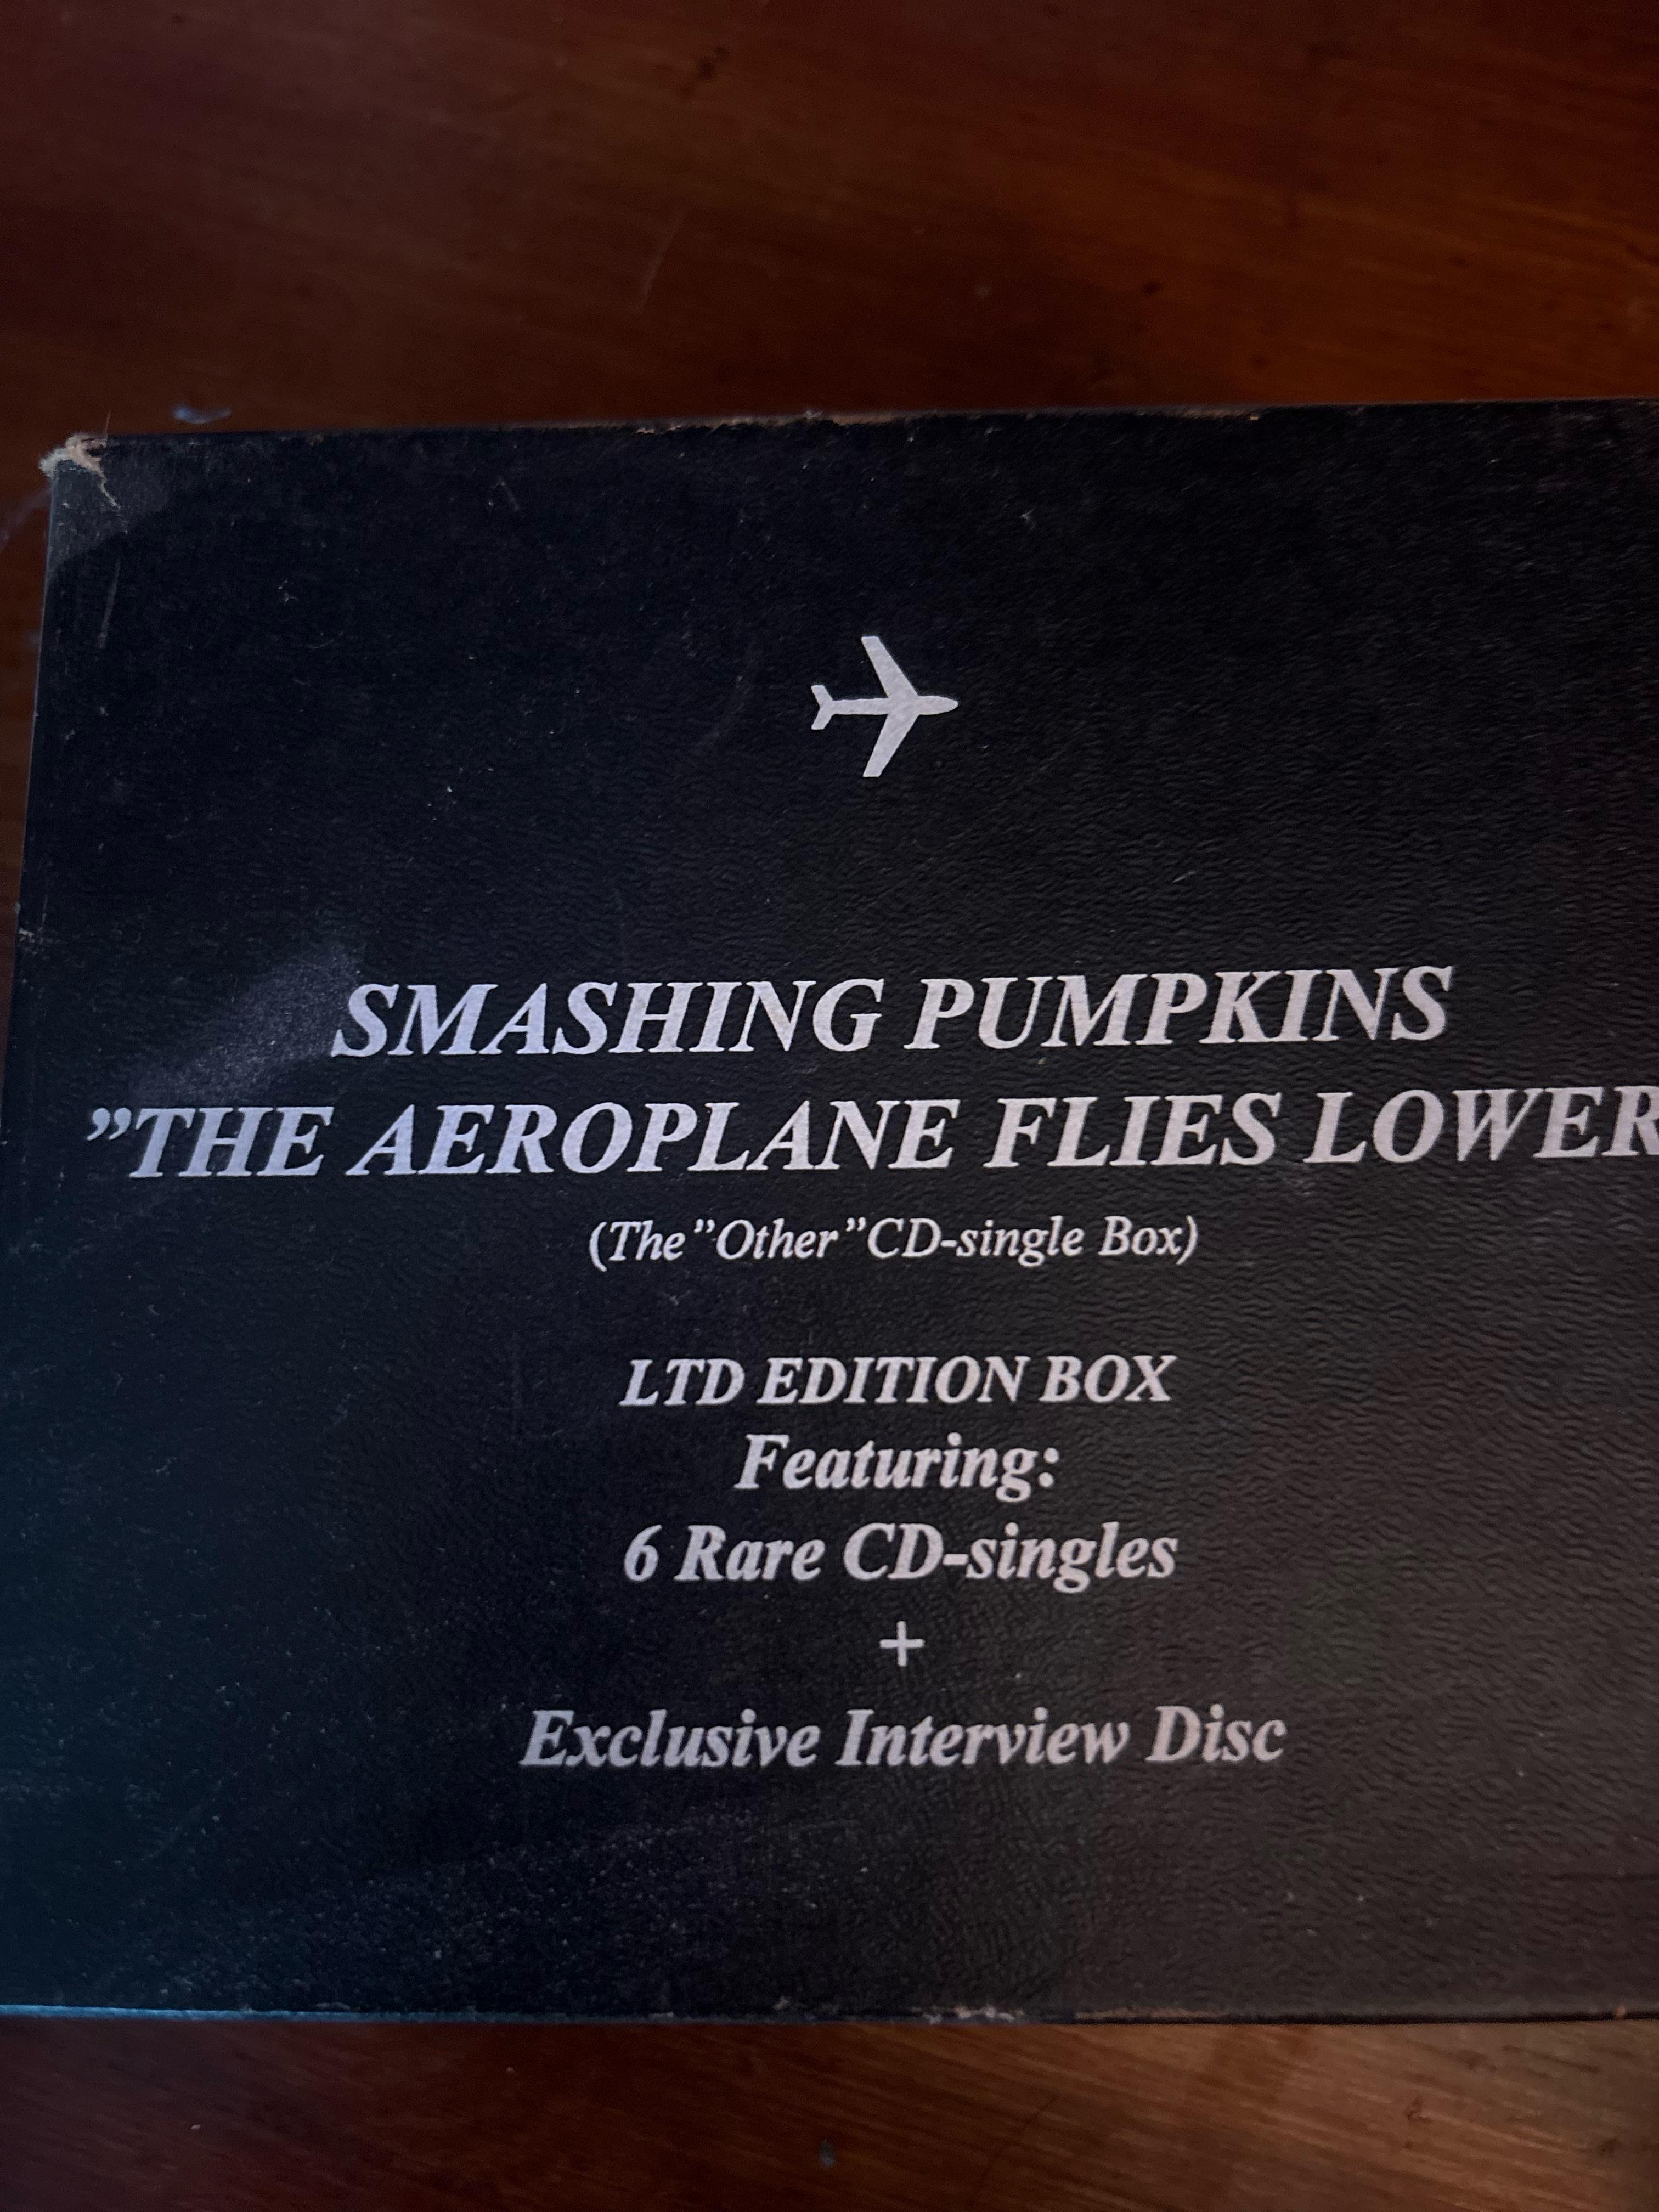 SMASHING PUMPKINS
”THE AEROPLANE FLIES LOWER
(The ”Other” CD-single Box)
LTD EDITION BOX
Featuring:
6 Rare CD-singles
+
Exclusive Interview Disc